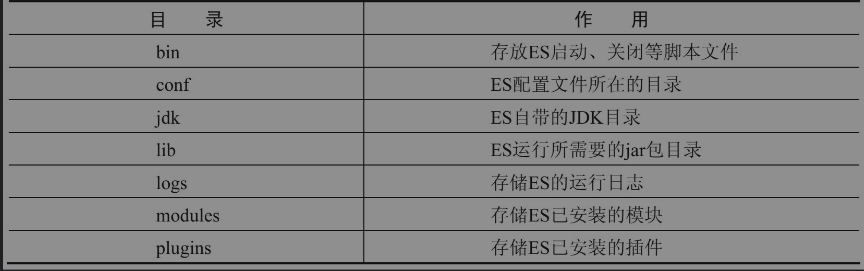 目 录 作 用
bin 存放ES启动、关闭等脚本文件
conf ES配置文件所在的目录
jdk ES自带的JDK目录
lib ES运行所需要的jar包目录
logs 存储ES的运行日志
modules 存储ES已安装的模块
plugins 存储ES已安装的插件